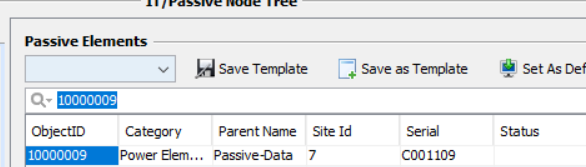 IT/Passive Node Tree
Passive Elements
Save Template Save as Template Set As Def
10000009
ObjectID Category Parent Name Site Id Serial Status
10000009 Power Elem... Passive-Data 7 C001109